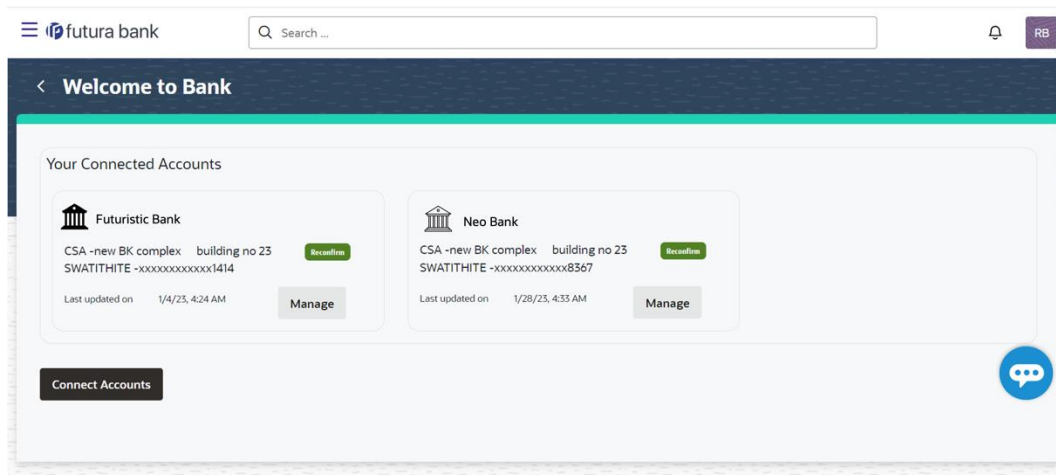 futura bank
Search ...
RB
Welcome to Bank
Your Connected Accounts
Futuristic Bank
CSA -new BK complex building no 23
SWATITHITE -xxxxxxxxxxxx1414
Reconfirm
Last updated on 1/4/23, 4:24 AM
Manage
Neo Bank
CSA -new BK complex building no 23
SWATITHITE -xxxxxxxxxxxx8367
Reconfirm
Last updated on 1/28/23, 4:33 AM
Manage
Connect Accounts